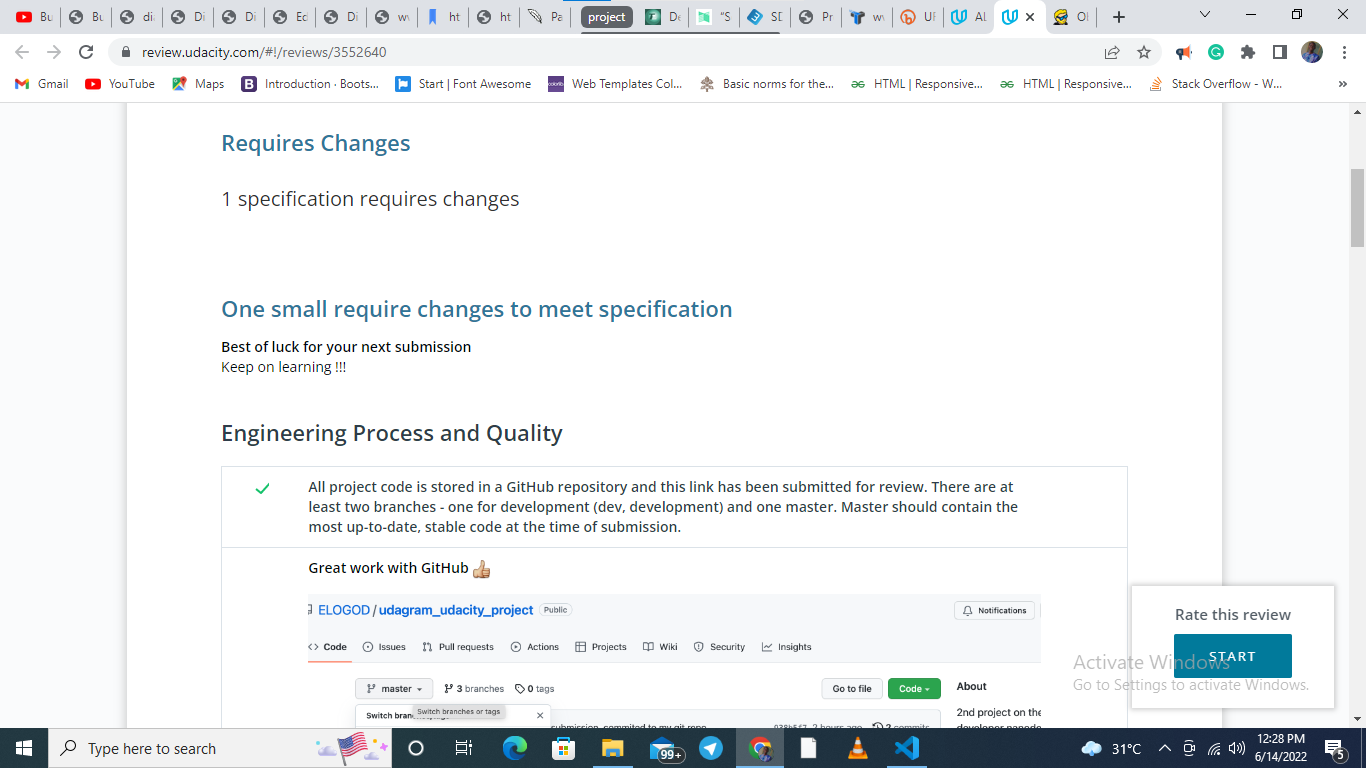 Bu
Bu
di
Di
Di
Ec
Di
w
ht
ht
Pa
project
De
"S
SD
Pr
w
UF
review.udacity.com/#!/reviews/3552640
Gmail
YouTube
Maps
Introduction · Boots...
Start | Font Awesome
Web Templates Col...
Basic norms for the...
HTML | Responsive...
HTML | Responsive...
Stack Overflow - W...
»
Requires Changes
1 specification requires changes
One small require changes to meet specification
Best of luck for your next submission
Keep on learning !!!
Engineering Process and Quality
All project code is stored in a GitHub repository and this link has been submitted for review. There are at
least two branches - one for development (dev, development) and one master. Master should contain the
most up-to-date, stable code at the time of submission.
Great work with GitHub
ELOGOD / udagram_udacity_project Public
Notifications
Code
Issues
Pull requests
Actions
Projects
Wiki
Security
Insights
master
3 branches
0 tags
Go to file
Code
About
Switch branches or tags
2nd project on the
2 hours ago
2 commits
Rate this review
START
Activate Windows
Go to Settings to activate Windows.
Type here to search
99+
31°C
12:28 PM
6/14/2022
5